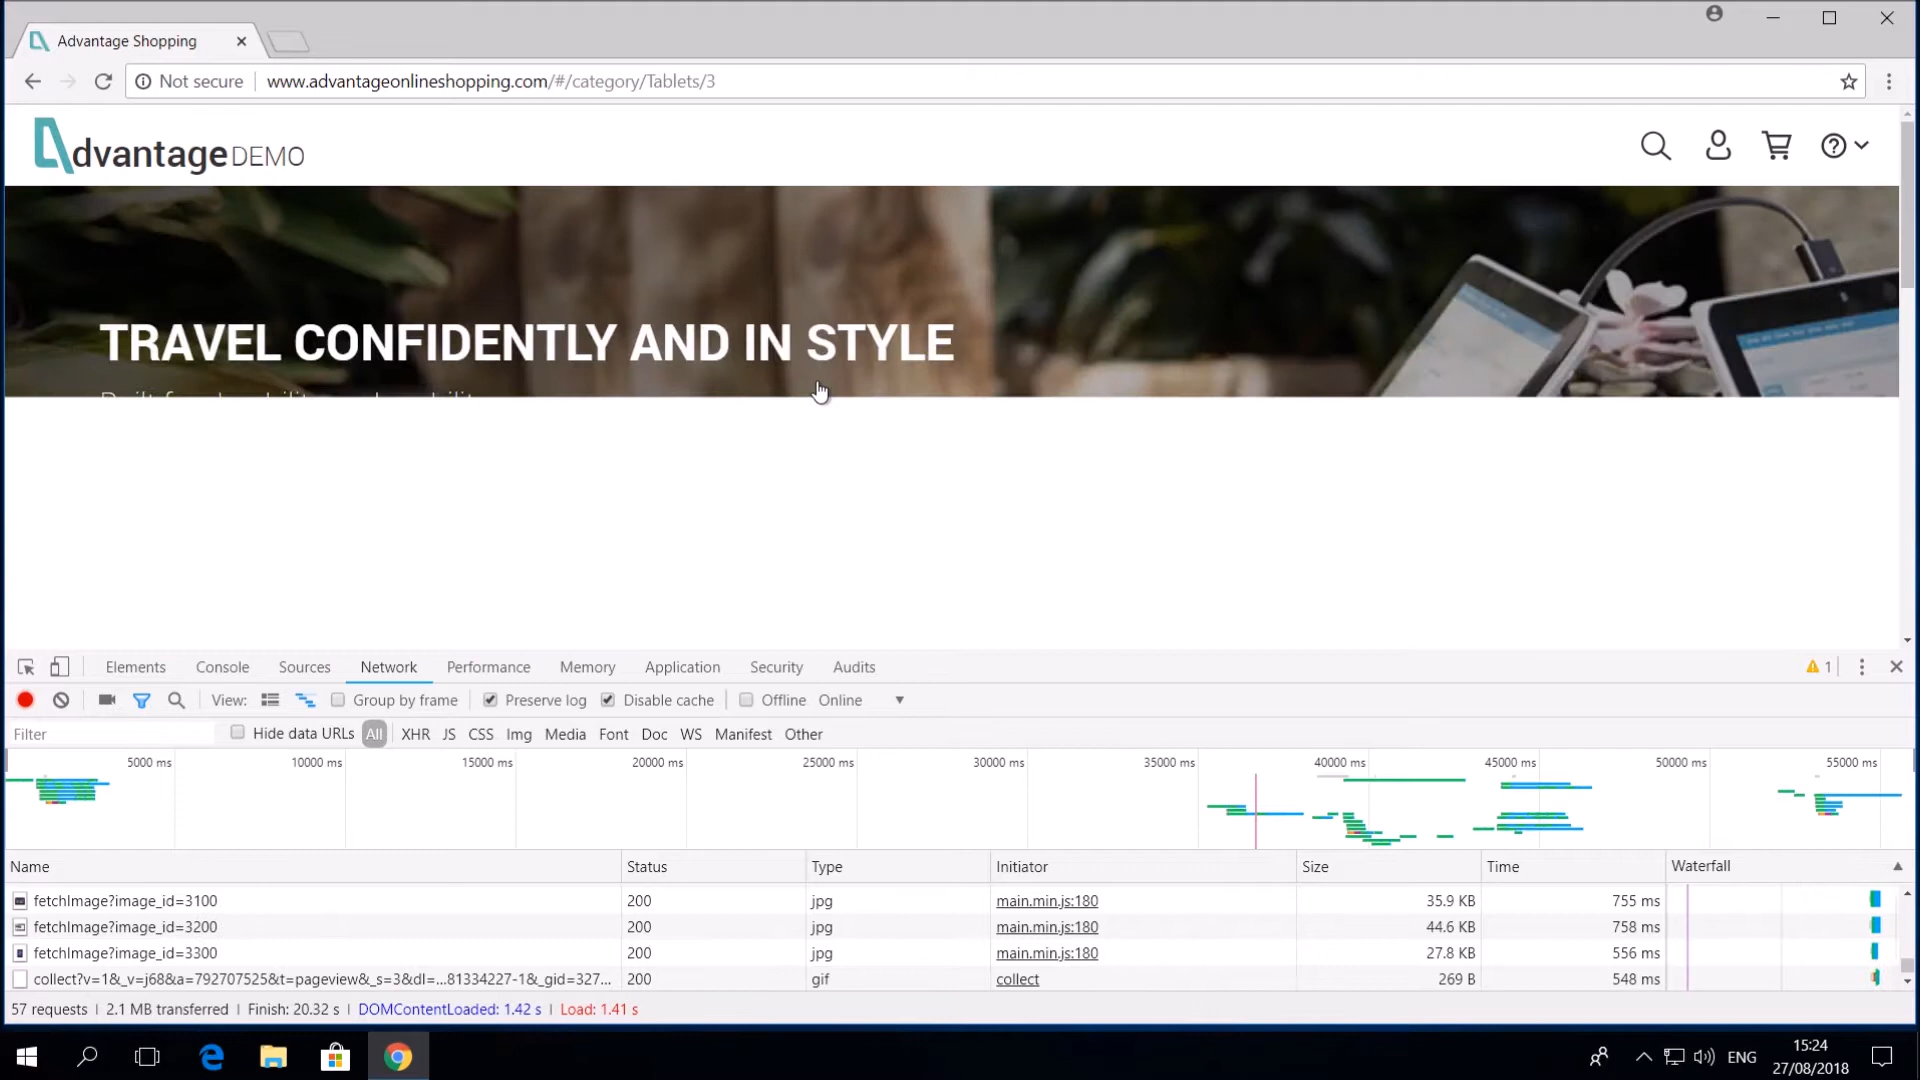 Advantage Shopping
Not secure www.advantageonlineshopping.com/#/category/Tablets/3
dvantage DEMO
TRAVEL CONFIDENTLY AND IN STYLE
Elements Console Sources Network Performance Memory Application Security Audits 1
View: Group by frame Preserve log Disable cache Offline Online
Filter Hide data URLs All XHR JS CSS Img Media Font Doc WS Manifest Other
5000 ms 10000 ms 15000 ms 20000 ms 25000 ms 30000 ms 35000 ms 40000 ms 45000 ms 50000 ms 55000 ms
Name Status Type Initiator Size Time Waterfall
fetchImage?image_id=3100 200 jpg main.min.js:180 35.9 KB 755 ms
fetchImage?image_id=3200 200 jpg main.min.js:180 44.6 KB 758 ms
fetchImage?image_id=3300 200 jpg main.min.js:180 27.8 KB 556 ms
collect?v=1&_v=j68&a=792707525&t=pageview&_s=3&dl=...81334227-1&_gid=327... 200 gif collect 269 B 548 ms
57 requests | 2.1 MB transferred | Finish: 20.32 s | DOMContentLoaded: 1.42 s | Load: 1.41 s
ENG 15:24
27/08/2018